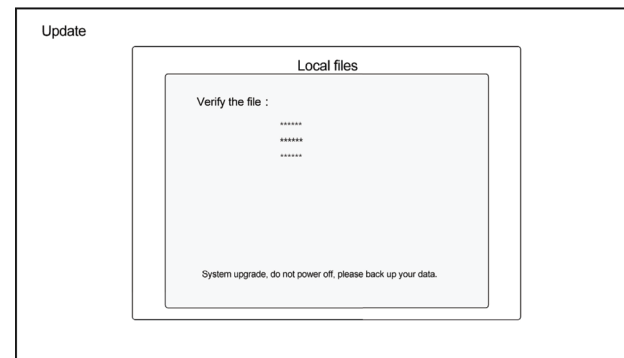 Update
Local files
Verify the file：
******
******
******
System upgrade, do not power off, please back up your data.